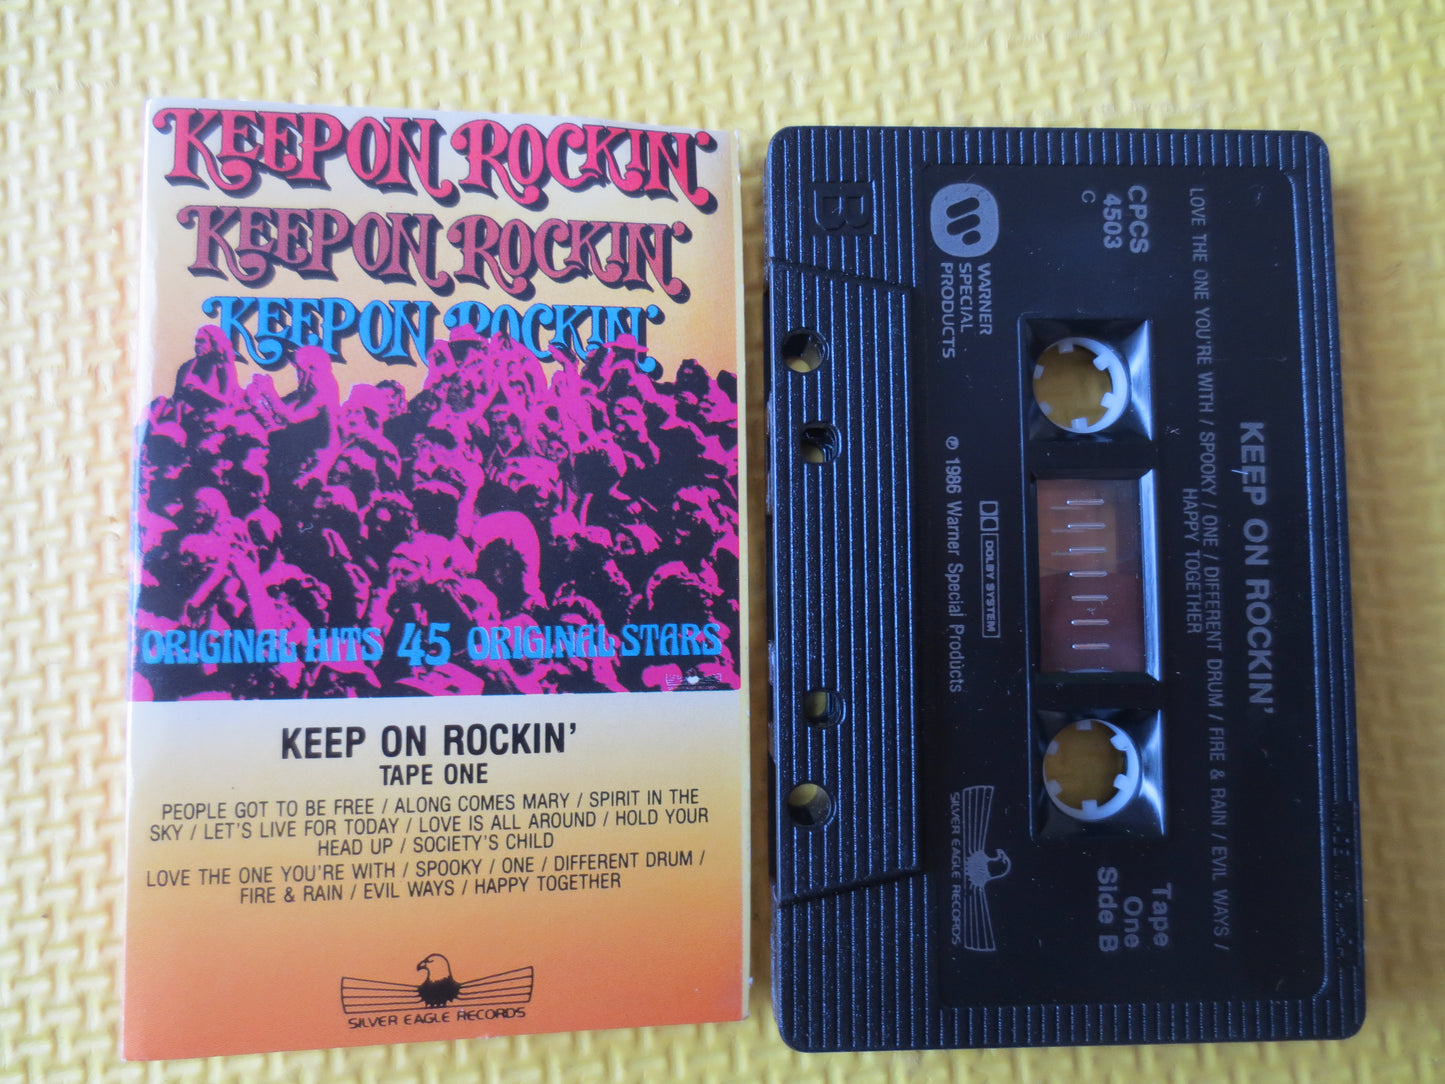 KEEP ON ROCKIN'
KEEP ON ROCKIN'
KEEP ON ROCKIN'
ORIGINAL HITS 45 ORIGINAL STARS
KEEP ON ROCKIN'
TAPE ONE
PEOPLE GOT TO BE FREE / ALONG COMES MARY / SPIRIT IN THE
SKY / LET'S LIVE FOR TODAY / LOVE IS ALL AROUND / HOLD YOUR
HEAD UP / SOCIETY'S CHILD
LOVE THE ONE YOU'RE WITH / SPOOKY / ONE / DIFFERENT DRUM /
FIRE & RAIN / EVIL WAYS / HAPPY TOGETHER
SILVER EAGLE RECORDS
B
KEEP ON ROCKIN'
LOVE THE ONE YOU'RE WITH / SPOOKY / ONE / DIFFERENT DRUM / FIRE & RAIN / EVIL WAYS /
HAPPY TOGETHER
CPCS
4503
C
WARNER
SPECIAL
PRODUCTS
℗ 1986 Warner Special Products
DOLBY SYSTEM
Tape
One
Side B
SILVER EAGLE RECORDS